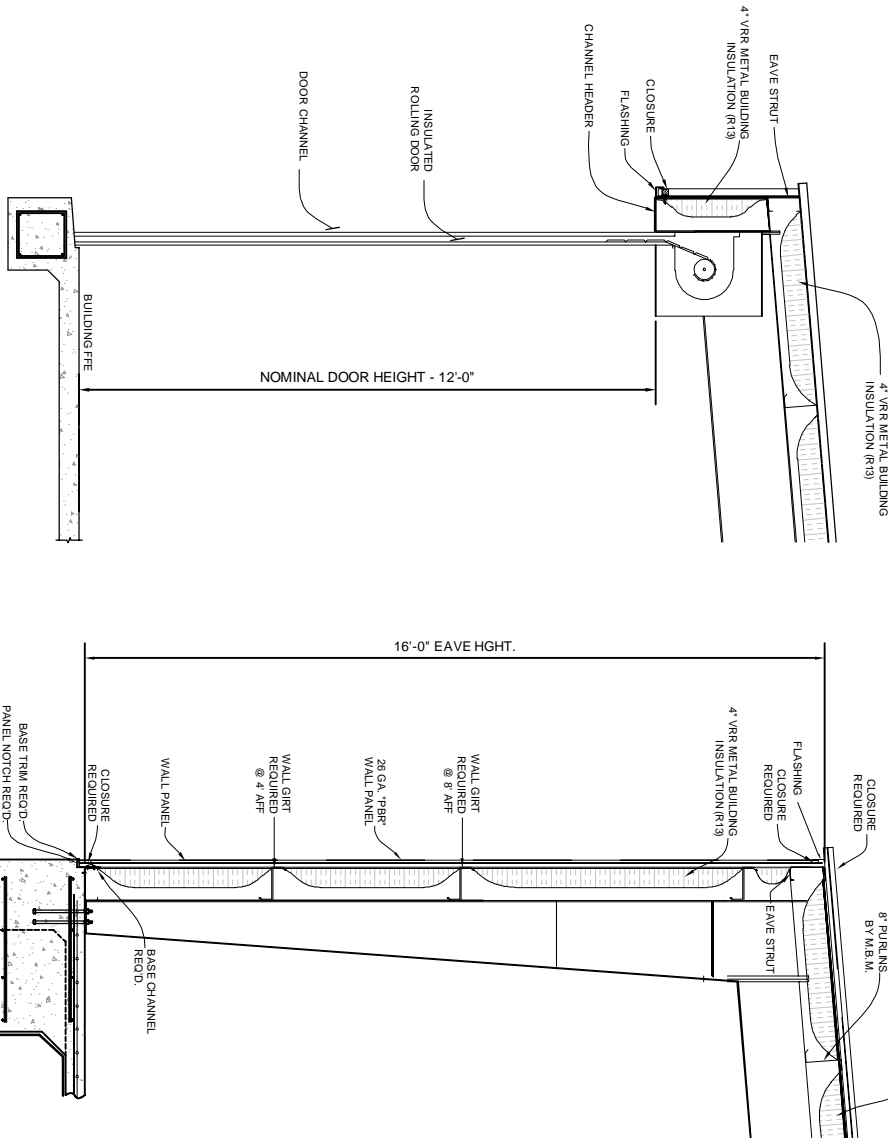 4" VRR METAL BUILDING
INSULATION (R13)
EAVE STRUT
CLOSURE
FLASHING
CHANNEL HEADER
INSULATED
ROLLING DOOR
DOOR CHANNEL
4" VRR METAL BUILDING
INSULATION (R13)
BUILDING FFE
NOMINAL DOOR HEIGHT - 12'-0"
16'-0" EAVE HGHT.
CLOSURE
REQUIRED
FLASHING
CLOSURE
REQUIRED
4" VRR METAL BUILDING
INSULATION (R13)
WALL GIRT
REQUIRED
@ 8' AFF
26 GA. "PBR"
WALL PANEL
WALL GIRT
REQUIRED
@ 4' AFF
WALL PANEL
CLOSURE
REQUIRED
BASE TRIM REQ'D.
PANEL NOTCH REQ'D.
8" PURLINS
BY M.B.M.
EAVE STRUT
BASE CHANNEL
REQ'D.